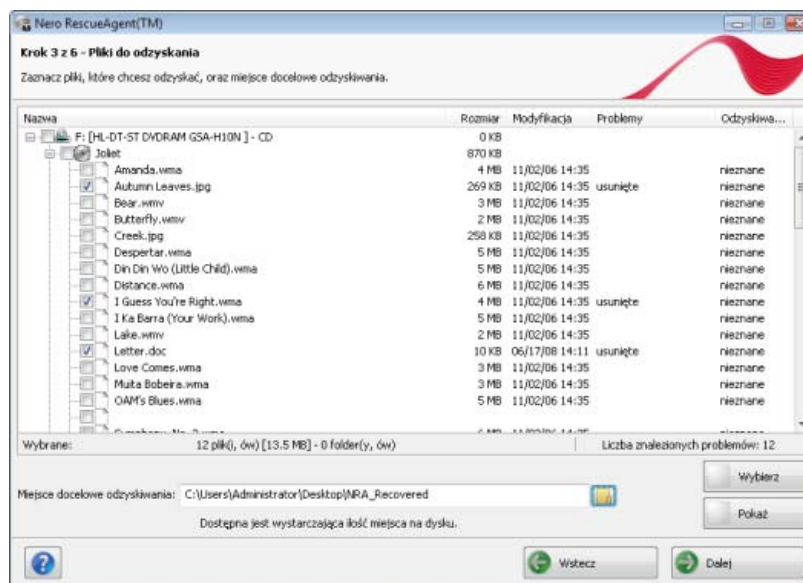 Nero RescueAgent(TM)
Krok 3 z 6 - Pliki do odzyskania
Zaznacz pliki, które chcesz odzyskać, oraz miejsce docelowe odzyskiwania.
Nazwa Rozmiar Modyfikacja Problemy Odzyskiwa...
F: [HL-DT-ST DVDRAM GSA-H10N ] - CD 0 KB
Joliet 870 KB
Amanda.wma 4 MB 11/02/06 14:35 nieznane
Autumn Leaves.jpg 269 KB 11/02/06 14:35 usunięte nieznane
Bear.wmv 3 MB 11/02/06 14:35 nieznane
Butterfly.wmv 2 MB 11/02/06 14:35 nieznane
Creek.jpg 258 KB 11/02/06 14:35 nieznane
Despertar.wma 5 MB 11/02/06 14:35 nieznane
Din Din Wo (Little Child).wma 5 MB 11/02/06 14:35 nieznane
Distance.wma 6 MB 11/02/06 14:35 nieznane
I Guess You're Right.wma 4 MB 11/02/06 14:35 usunięte nieznane
I Ka Barra (Your Work).wma 5 MB 11/02/06 14:35 nieznane
Lake.wmv 2 MB 11/02/06 14:35 nieznane
Letter.doc 10 KB 06/17/08 14:11 usunięte nieznane
Love Comes.wma 3 MB 11/02/06 14:35 nieznane
Muita Bobeira.wma 3 MB 11/02/06 14:35 nieznane
OAM's Blues.wma 5 MB 11/02/06 14:35 nieznane
Wybrane: 12 plik(i, ów) [13.5 MB] - 0 folder(y, ów) Liczba znalezionych problemów: 12
Wybierz
Miejsce docelowe odzyskiwania: C:\Users\Administrator\Desktop\NRA_Recovered
Pokaż
Dostępna jest wystarczająca ilość miejsca na dysku.
Wstecz Dalej